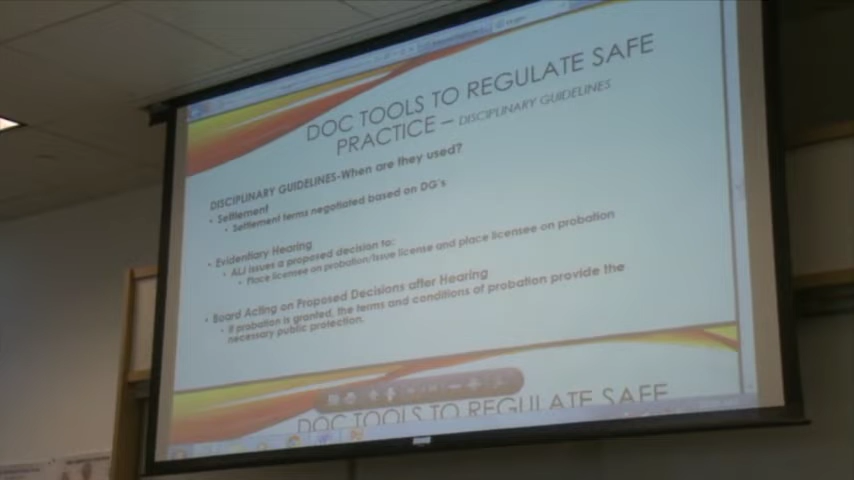 DOC TOOLS TO REGULATE SAFE
PRACTICE – DISCIPLINARY GUIDELINES
DISCIPLINARY GUIDELINES-When are they used?
• Settlement
• Settlement terms negotiated based on DG's
• Evidentiary Hearing
• ALJ issues a proposed decision to:
• Place licensee on probation/Issue license and place licensee on probation
• Board Acting on Proposed Decisions after Hearing
• If probation is granted, the terms and conditions of probation provide the
necessary public protection.
DOC TOOLS TO REGULATE SAFE